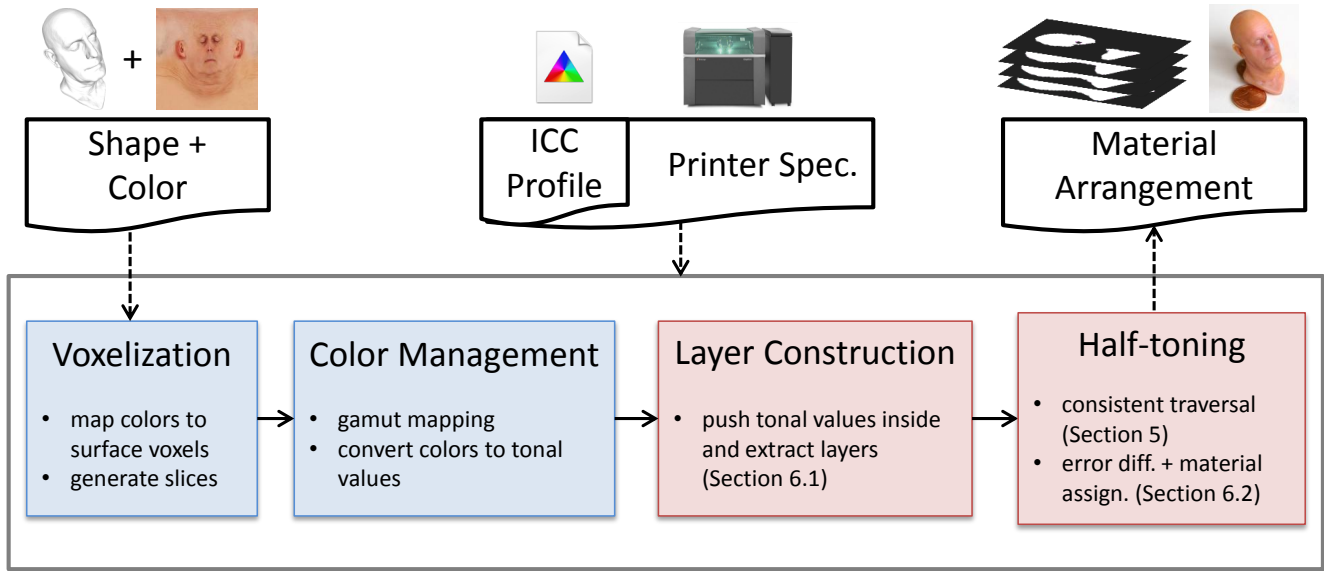 +
Shape +
Color
ICC
Profile
Printer Spec.
Material
Arrangement
Voxelization
• map colors to
surface voxels
• generate slices
Color Management
• gamut mapping
• convert colors to tonal
values
Layer Construction
• push tonal values inside
and extract layers
(Section 6.1)
Half-toning
• consistent traversal
(Section 5)
• error diff. + material
assign. (Section 6.2)